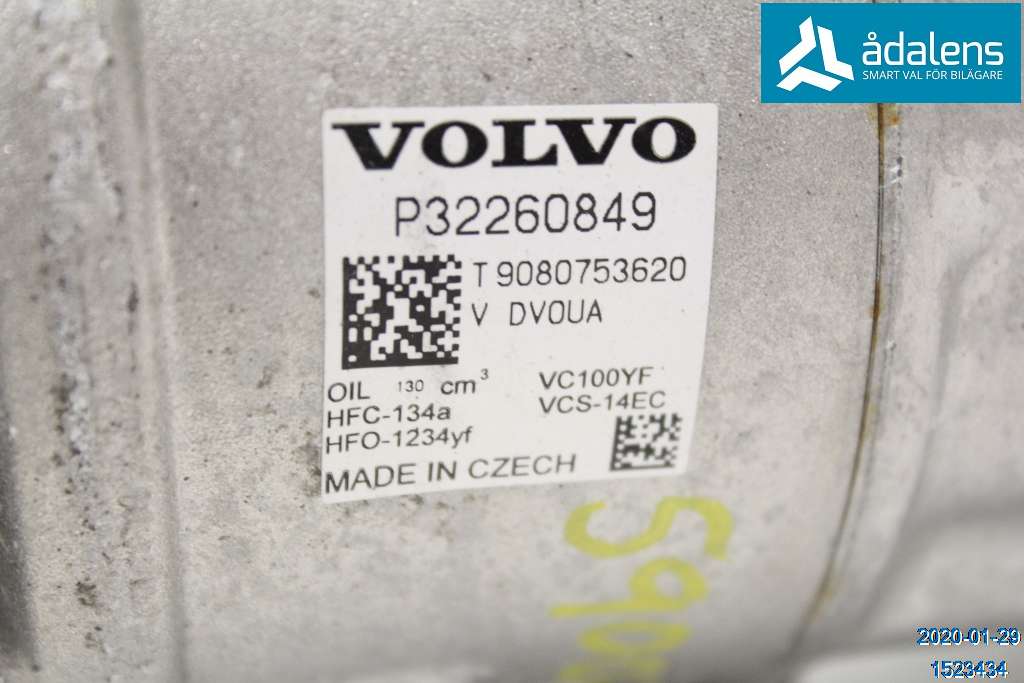 ådalens
SMART VAL FÖR BILÄGARE
VOLVO
P32260849
T 9080753620
V DV0UA
OIL 130 cm³
HFC-134a
HFO-1234yf
VC100YF
VCS-14EC
MADE IN CZECH
2020-01-29
1523434